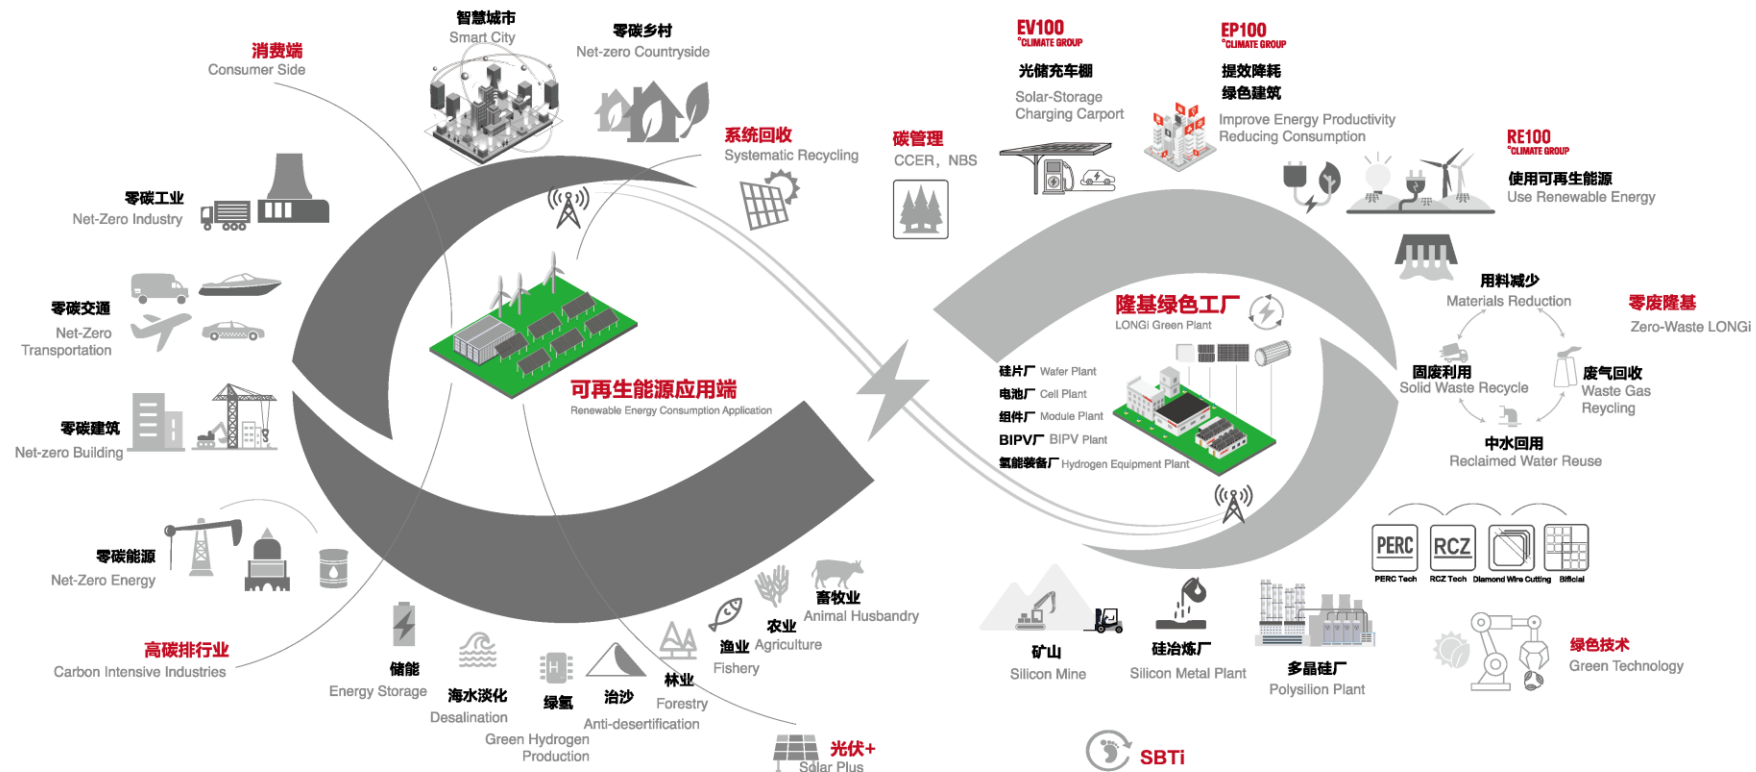 智慧城市
Smart City
零碳乡村
Net-zero Countryside
消费端
Consumer Side
系统回收
Systematic Recycling
零碳工业
Net-Zero Industry
零碳交通
Net-Zero
Transportation
零碳建筑
Net-zero Building
零碳能源
Net-Zero Energy
高碳排行业
Carbon Intensive Industries
可再生能源应用端
Renewable Energy Consumption Application
储能
Energy Storage
海水淡化
Desalination
绿氢
Green Hydrogen
Production
H
治沙
Anti-desertification
林业
Forestry
渔业
Fishery
农业
Agriculture
畜牧业
Animal Husbandry
光伏+
Solar Plus
碳管理
CCER, NBS
EV100
°CLIMATE GROUP
光储充车棚
Solar-Storage
Charging Carport
EP100
°CLIMATE GROUP
提效降耗
绿色建筑
Improve Energy Productivity
Reducing Consumption
RE100
°CLIMATE GROUP
使用可再生能源
Use Renewable Energy
隆基绿色工厂
LONGi Green Plant
硅片厂 Wafer Plant
电池厂 Cell Plant
组件厂 Module Plant
BIPV厂 BIPV Plant
氢能装备厂 Hydrogen Equipment Plant
用料减少
Materials Reduction
零废隆基
Zero-Waste LONGi
固废利用
Solid Waste Recycle
废气回收
Waste Gas
Reycling
中水回用
Reclaimed Water Reuse
PERC
RCZ
PERC Tech
RCZ Tech
Diamond Wire Cutting
Bificial
矿山
Silicon Mine
硅冶炼厂
Silicon Metal Plant
多晶硅厂
Polysilion Plant
绿色技术
Green Technology
SBTi